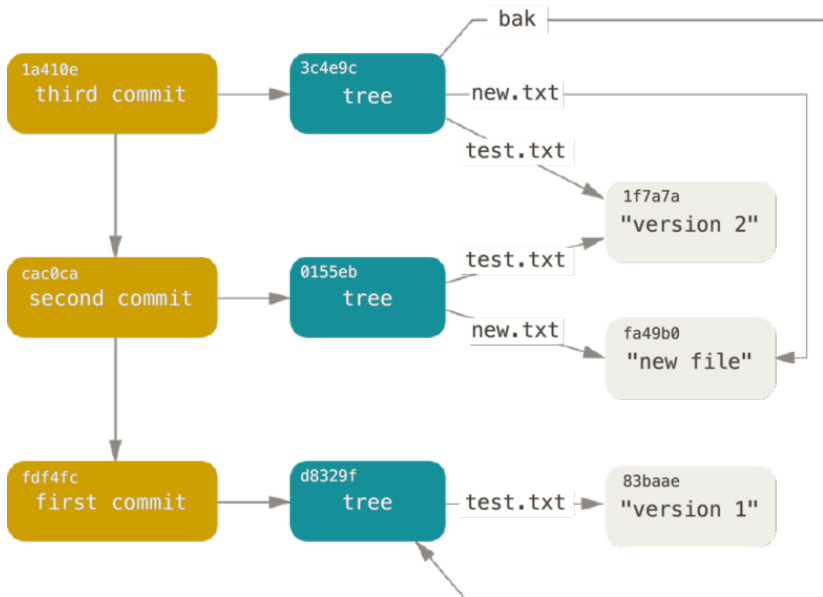 bak
1a410e
third commit
3c4e9c
tree
new.txt
test.txt
1f7a7a
"version 2"
cac0ca
second commit
0155eb
tree
test.txt
new.txt
fa49b0
"new file"
fdf4fc
first commit
d8329f
tree
test.txt
83baae
"version 1"